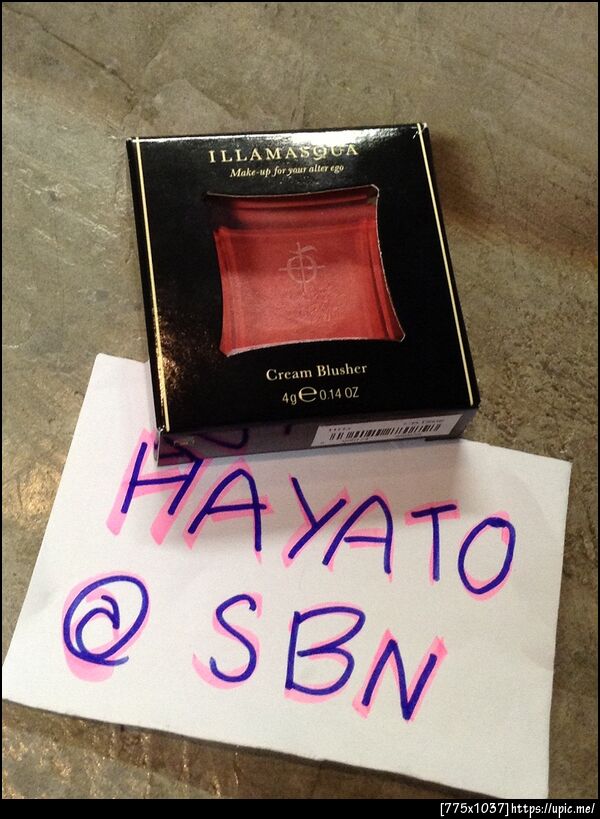 ILLAMASQUA
Make-up for your alter ego
Cream Blusher
4g ℮ 0.14 OZ
HAYATO
@ SBN
[775x1037]https://upic.me/